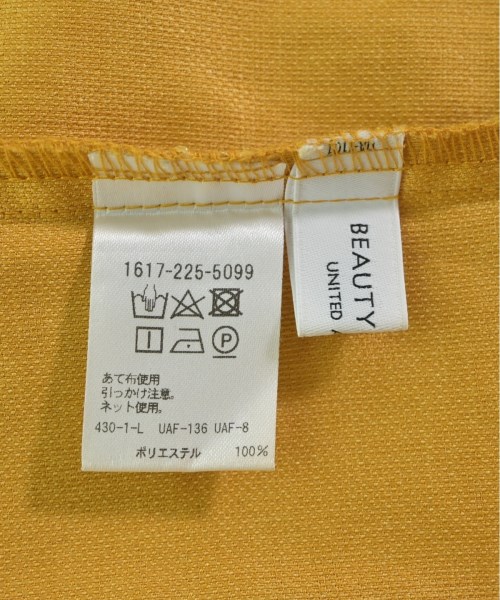 1617-225-5099
P
あて布使用
引っかけ注意。
ネット使用。
430-1-L UAF-136 UAF-8
ポリエステル 100%
BEAUTY
UNITED